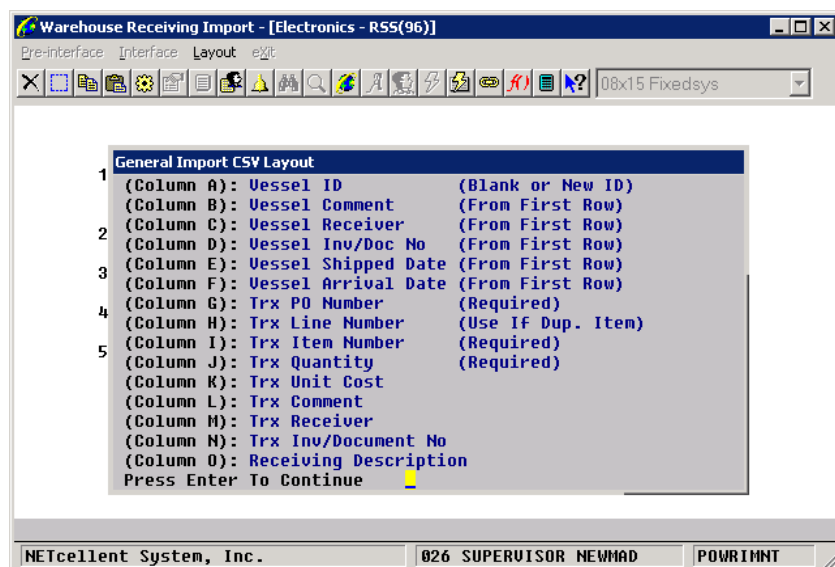 Warehouse Receiving Import - [Electronics - RSS(96)]
Pre-interface Interface Layout eXit
08x15 Fixedsys
General Import CSV Layout
1
(Column A): Vessel ID (Blank or New ID)
(Column B): Vessel Comment (From First Row)
(Column C): Vessel Receiver (From First Row)
2
(Column D): Vessel Inv/Doc No (From First Row)
(Column E): Vessel Shipped Date (From First Row)
3
(Column F): Vessel Arrival Date (From First Row)
(Column G): Trx PO Number (Required)
4
(Column H): Trx Line Number (Use If Dup. Item)
(Column I): Trx Item Number (Required)
5
(Column J): Trx Quantity (Required)
(Column K): Trx Unit Cost
(Column L): Trx Comment
(Column M): Trx Receiver
(Column N): Trx Inv/Document No
(Column O): Receiving Description
Press Enter To Continue
NETcellent System, Inc. 026 SUPERVISOR NEWMAD POWRIMNT